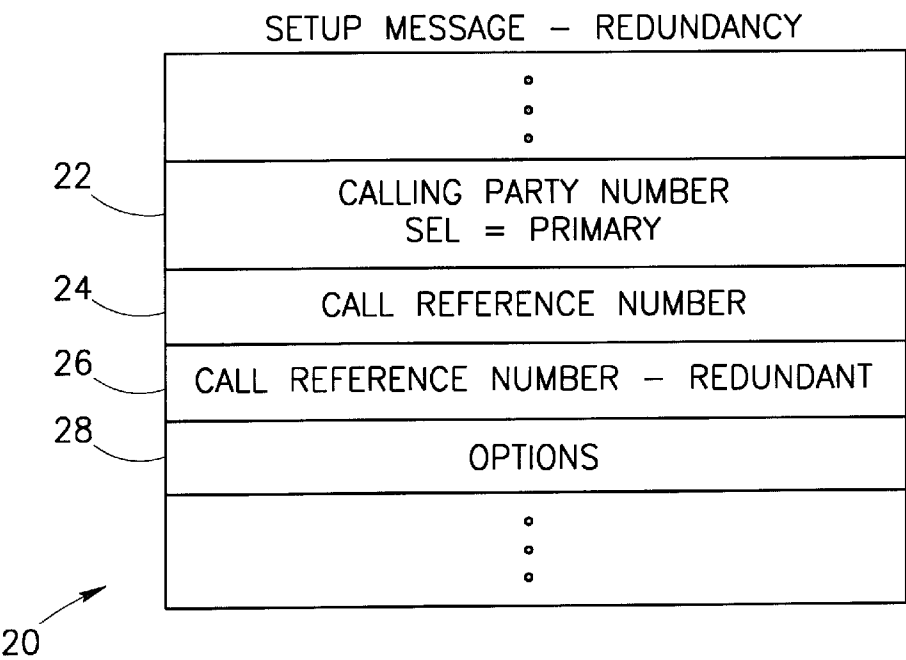 SETUP MESSAGE – REDUNDANCY
22
CALLING PARTY NUMBER
SEL = PRIMARY
24
CALL REFERENCE NUMBER
26
CALL REFERENCE NUMBER – REDUNDANT
28
OPTIONS
20